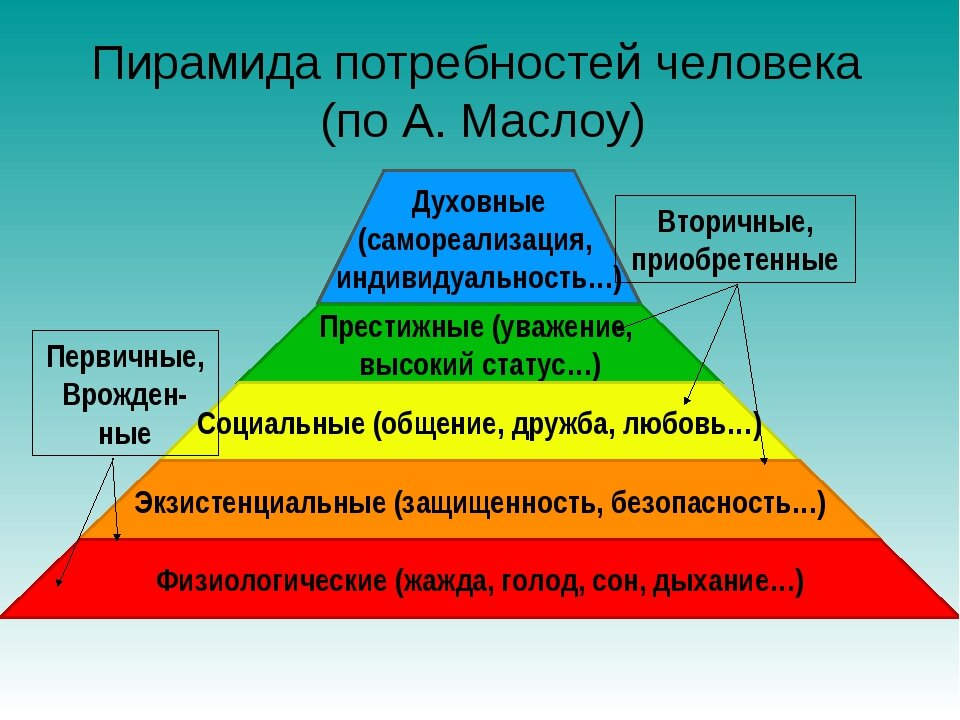 Пирамида потребностей человека
(по А. Маслоу)
Духовные
(самореализация,
индивидуальность…)
Вторичные,
приобретенные
Престижные (уважение,
высокий статус…)
Первичные,
Врожден-
ные
Социальные (общение, дружба, любовь…)
Экзистенциальные (защищенность, безопасность…)
Физиологические (жажда, голод, сон, дыхание…)